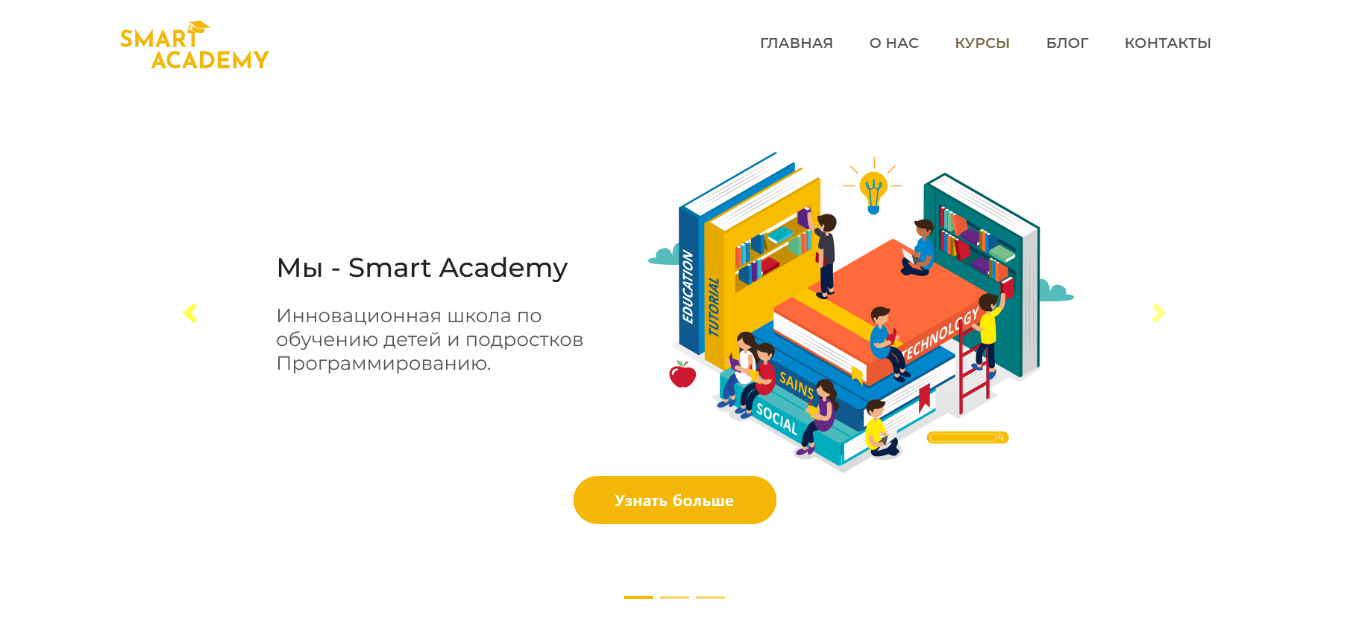 SMART
ACADEMY
ГЛАВНАЯ О НАС КУРСЫ БЛОГ КОНТАКТЫ
Мы - Smart Academy
Инновационная школа по
обучению детей и подростков
Программированию.
EDUCATION
TUTORIAL
TECHNOLOGY
SAINS
SOCIAL
Узнать больше